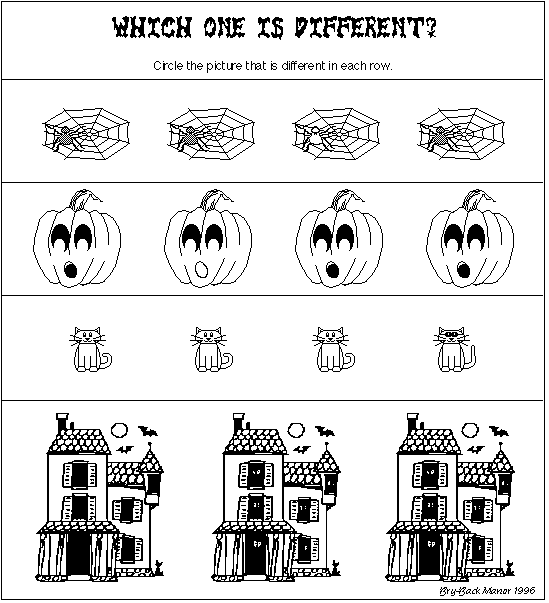 WHICH ONE IS DIFFERENT?
Circle the picture that is different in each row.
Bry-Back Manor 1996